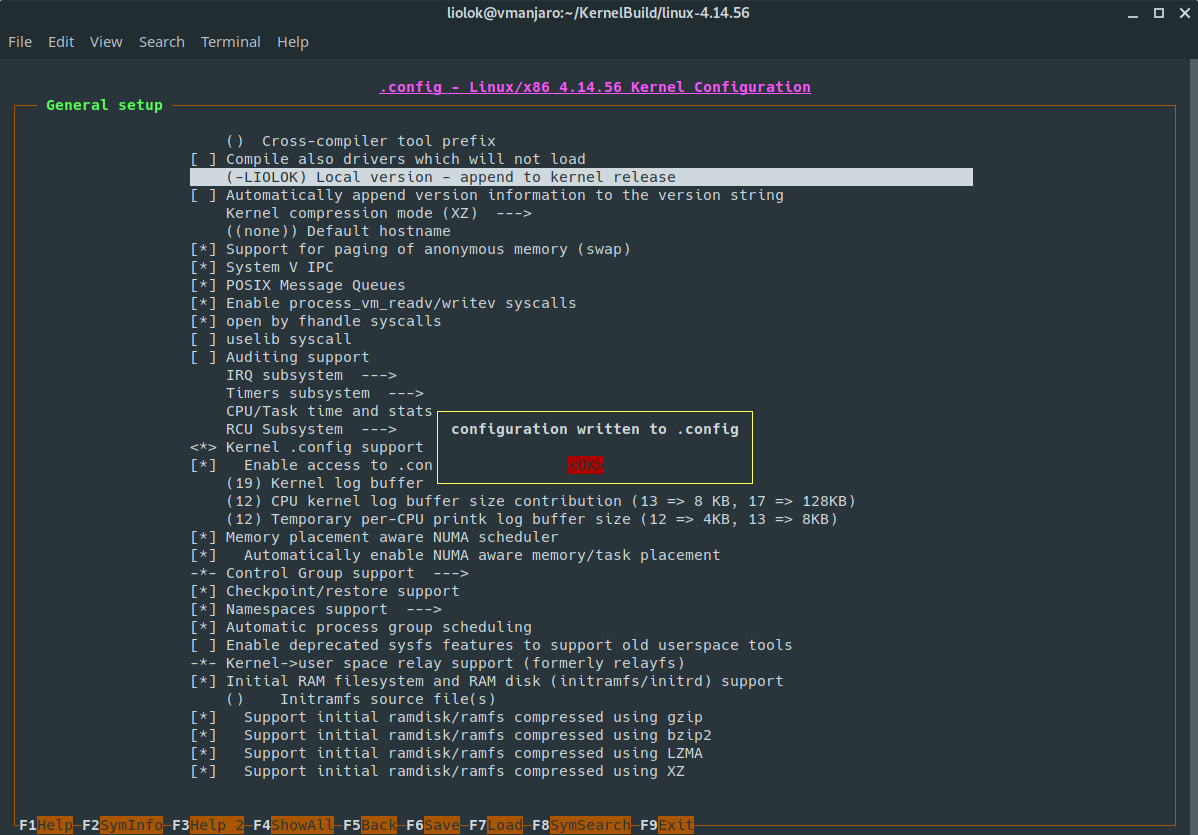 liolok@vmanjaro:~/KernelBuild/linux-4.14.56
File Edit View Search Terminal Help
.config - Linux/x86 4.14.56 Kernel Configuration
General setup
() Cross-compiler tool prefix
[ ] Compile also drivers which will not load
(-LIOLOK) Local version - append to kernel release
[ ] Automatically append version information to the version string
Kernel compression mode (XZ) --->
((none)) Default hostname
[*] Support for paging of anonymous memory (swap)
[*] System V IPC
[*] POSIX Message Queues
[*] Enable process_vm_readv/writev syscalls
[*] open by fhandle syscalls
[ ] uselib syscall
[ ] Auditing support
IRQ subsystem --->
Timers subsystem --->
CPU/Task time and stats
RCU Subsystem --->
configuration written to .config
<*> Kernel .config support
[*] Enable access to .con
<OK>
(19) Kernel log buffer
(12) CPU kernel log buffer size contribution (13 => 8 KB, 17 => 128KB)
(12) Temporary per-CPU printk log buffer size (12 => 4KB, 13 => 8KB)
[*] Memory placement aware NUMA scheduler
[*] Automatically enable NUMA aware memory/task placement
-*- Control Group support --->
[*] Checkpoint/restore support
[*] Namespaces support --->
[*] Automatic process group scheduling
[ ] Enable deprecated sysfs features to support old userspace tools
-*- Kernel->user space relay support (formerly relayfs)
[*] Initial RAM filesystem and RAM disk (initramfs/initrd) support
() Initramfs source file(s)
[*] Support initial ramdisk/ramfs compressed using gzip
[*] Support initial ramdisk/ramfs compressed using bzip2
[*] Support initial ramdisk/ramfs compressed using LZMA
[*] Support initial ramdisk/ramfs compressed using XZ
F1Help F2SymInfo F3Help 2 F4ShowAll F5Back F6Save F7Load F8SymSearch F9Exit